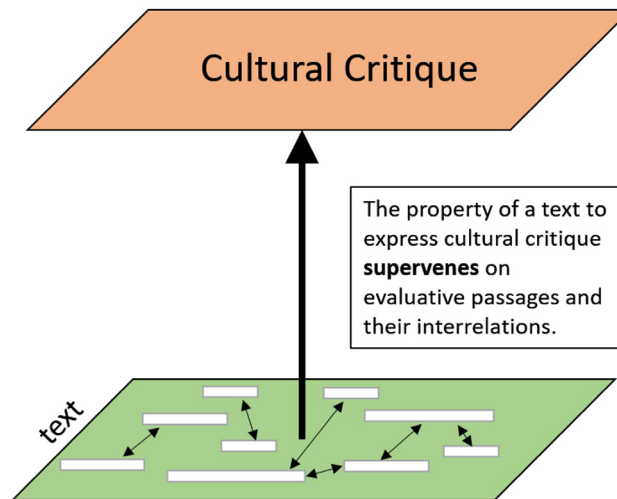 Cultural Critique
The property of a text to
express cultural critique
supervenes on
evaluative passages and
their interrelations.
text